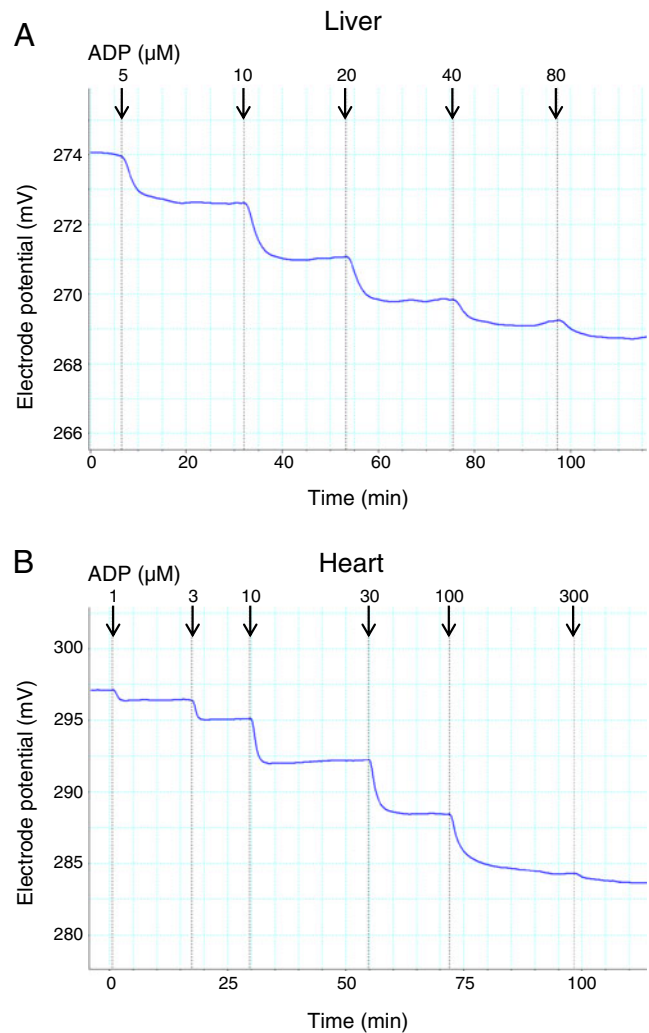 A
Liver
ADP (µM)
5 10 20 40 80
274
272
270
268
266
Electrode potential (mV)
0 20 40 60 80 100
Time (min)
B
Heart
ADP (µM)
1 3 10 30 100 300
300
295
290
285
280
Electrode potential (mV)
0 25 50 75 100
Time (min)